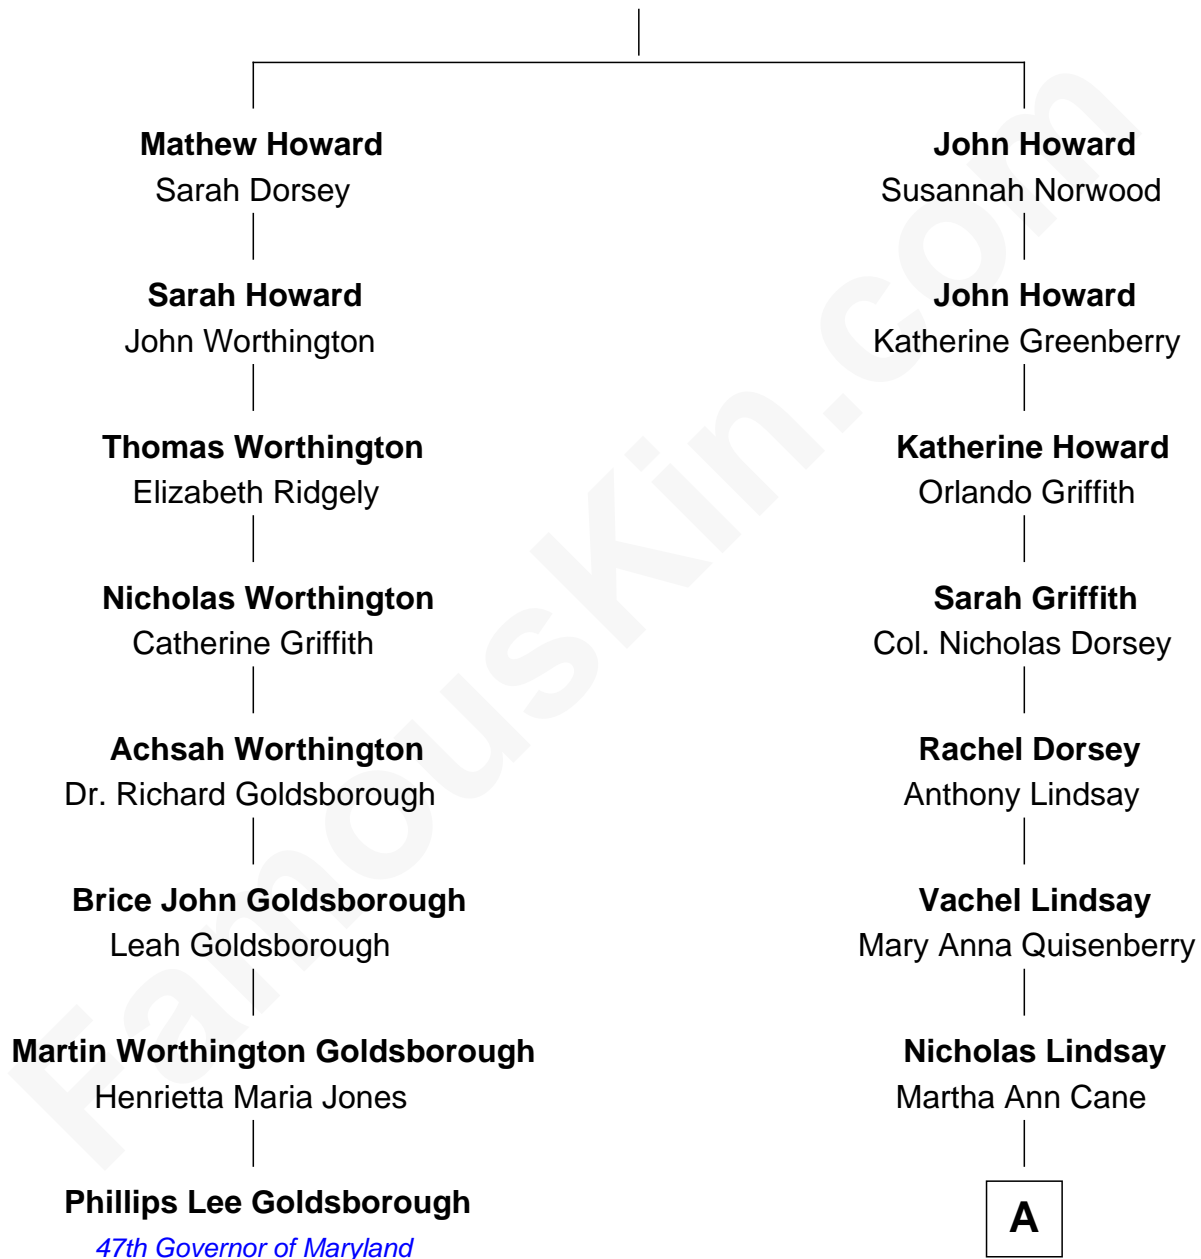 Mathew Howard
Sarah Dorsey
Sarah Howard
John Worthington
Thomas Worthington
Elizabeth Ridgely
Nicholas Worthington
Catherine Griffith
Achsah Worthington
Dr. Richard Goldsborough
Brice John Goldsborough
Leah Goldsborough
Martin Worthington Goldsborough
Henrietta Maria Jones
Phillips Lee Goldsborough
47th Governor of Maryland
John Howard
Susannah Norwood
John Howard
Katherine Greenberry
Katherine Howard
Orlando Griffith
Sarah Griffith
Col. Nicholas Dorsey
Rachel Dorsey
Anthony Lindsay
Vachel Lindsay
Mary Anna Quisenberry
Nicholas Lindsay
Martha Ann Cane
A
FamousKin.com